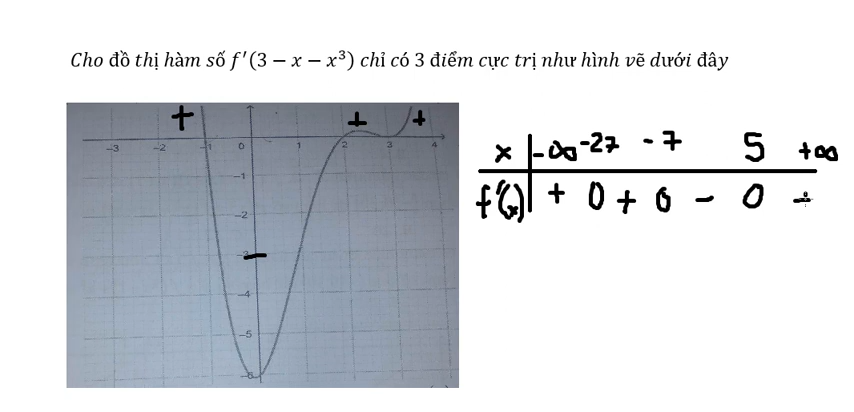 Cho đồ thị hàm số f′(3 − x − x³) chỉ có 3 điểm cực trị như hình vẽ dưới đây
+ + +
−3 −2 −1 0 1 2 3 4
−1
−2
−3
−4
−5
−6
x -∞ -27 -7 5 +∞
f'(x) + 0 + 0 - 0 +